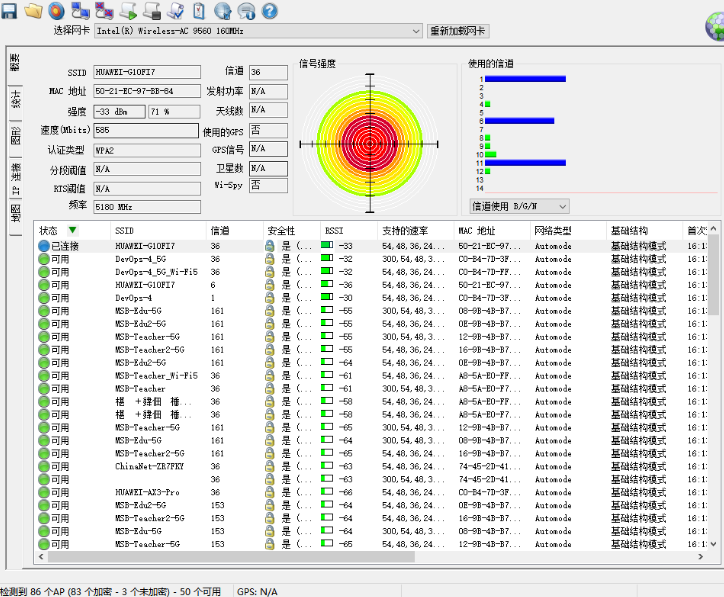 选择网卡 Intel(R) Wireless-AC 9560 160MHz 重新加载网卡
概要
统计
图形
IP 连接
地图
SSID HUAWEI-G10FI7 信道 36
MAC 地址 50-21-EC-97-EB-64 发射功率 N/A
强度 -33 dBm 71 % 天线数 N/A
速度(Mbits) 585 使用的GPS 否
认证类型 WPA2 GPS信号 N/A
分段阈值 N/A 卫星数 N/A
RTS阈值 N/A Wi-Spy 否
频率 5180 MHz
信号强度
使用的信道
1
2
3
4
5
6
7
8
9
10
11
12
13
14
信道使用 B/G/N
状态 SSID 信道 安全性 RSSI 支持的速率 MAC 地址 网络类型 基础结构 首次
已连接 HUAWEI-G10FI7 36 是 (... -33 54,48,36,24... 50-21-EC-97... Automode 基础结构模式 16:1
可用 DevOps-4_5G 36 是 (... -32 300,54,48,3... C0-B4-7D-FF... Automode 基础结构模式 16:1
可用 DevOps-4_5G_Wi-Fi5 36 是 (... -32 54,48,36,24... C0-B4-7D-FF... Automode 基础结构模式 16:1
可用 HUAWEI-G10FI7 6 是 (... -36 54,48,36,24... 50-21-EC-97... Automode 基础结构模式 16:1
可用 DevOps-4 1 是 (... -30 54,48,36,24... C0-B4-7D-3F... Automode 基础结构模式 16:1
可用 MSB-Edu-5G 161 是 (... -55 300,54,48,3... 08-9B-4B-B7... Automode 基础结构模式 16:1
可用 MSB-Edu2-5G 161 是 (... -55 54,48,36,24... 0E-9B-4B-B7... Automode 基础结构模式 16:1
可用 MSB-Teacher-5G 161 是 (... -55 300,54,48,3... 12-9B-4B-B7... Automode 基础结构模式 16:1
可用 MSB-Teacher2-5G 161 是 (... -55 54,48,36,24... 16-9B-4B-B7... Automode 基础结构模式 16:1
可用 MSB-Edu2-5G 161 是 (... -64 54,48,36,24... 0E-9B-4B-B7... Automode 基础结构模式 16:1
可用 MSB-Teacher_Wi-Fi5 36 是 (... -61 54,48,36,24... A8-5A-E0-FF... Automode 基础结构模式 16:1
可用 MSB-Teacher 36 是 (... -61 300,54,48,3... A8-5A-E0-F7... Automode 基础结构模式 16:1
可用 36 是 (... -58 54,48,36,24... A8-5A-E0-FF... Automode 基础结构模式 16:1
可用 36 是 (... -58 54,48,36,24... A8-5A-E0-F7... Automode 基础结构模式 16:1
可用 MSB-Teacher-5G 161 是 (... -65 300,54,48,3... 12-9B-4B-B7... Automode 基础结构模式 16:1
可用 MSB-Edu-5G 161 是 (... -64 300,54,48,3... 08-9B-4B-B7... Automode 基础结构模式 16:1
可用 MSB-Teacher2-5G 161 是 (... -65 54,48,36,24... 16-9B-4B-B7... Automode 基础结构模式 16:1
可用 ChinaNet-ZR7FKY 36 是 (... -63 54,48,36,24... 74-45-2D-41... Automode 基础结构模式 16:1
可用 36 是 (... -63 300,54,48,3... 74-45-2D-41... Automode 基础结构模式 16:1
可用 HUAWEI-AX3-Pro 36 是 (... -66 54,48,36,24... C0-B4-7D-3F... Automode 基础结构模式 16:1
可用 MSB-Edu2-5G 153 是 (... -64 54,48,36,24... 0E-9B-4B-B7... Automode 基础结构模式 16:1
可用 MSB-Teacher2-5G 153 是 (... -64 54,48,36,24... 16-9B-4B-B7... Automode 基础结构模式 16:1
可用 MSB-Edu-5G 153 是 (... -64 300,54,48,3... 08-9B-4B-B7... Automode 基础结构模式 16:1
可用 MSB-Teacher-5G 153 是 (... -65 300,54,48,3... 12-9B-4B-B7... Automode 基础结构模式 16:1
检测到 86 个AP (83 个加密 - 3 个未加密) - 50 个可用 GPS: N/A